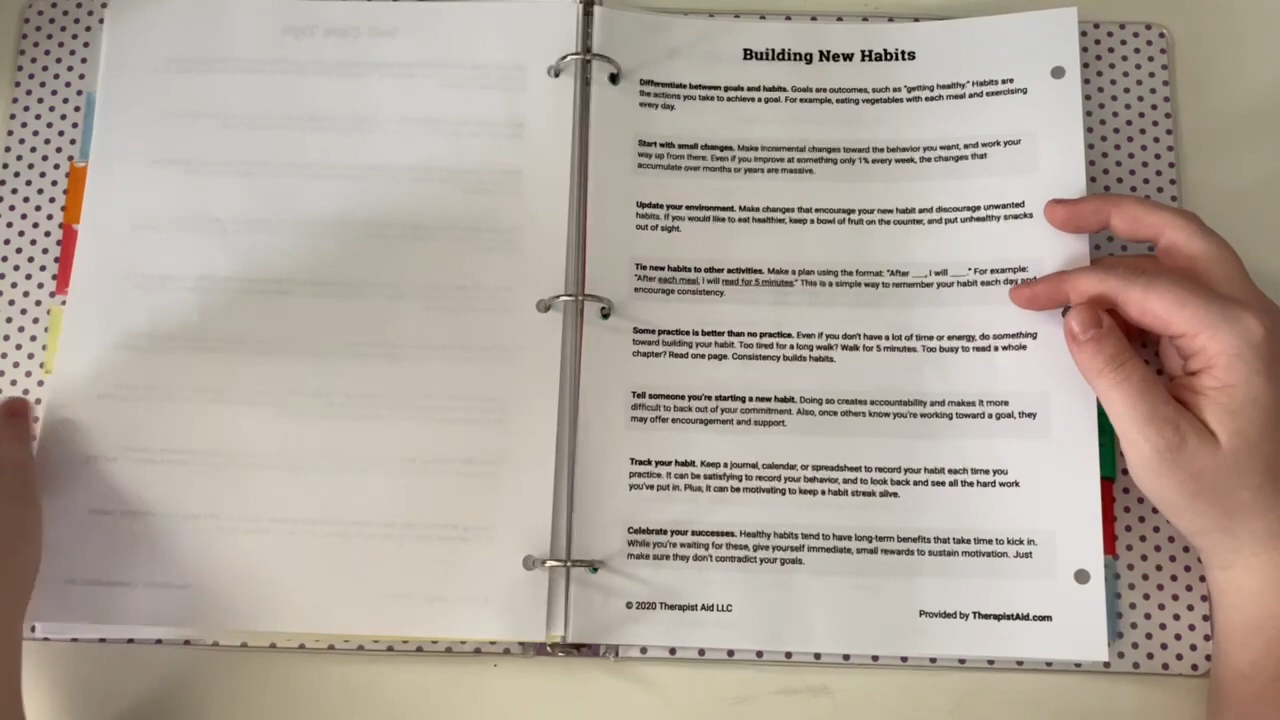 Building New Habits
Differentiate between goals and habits. Goals are outcomes, such as "getting healthy." Habits are
the actions you take to achieve a goal. For example, eating vegetables with each meal and exercising
every day.
Start with small changes. Make incremental changes toward the behavior you want, and work your
way up from there. Even if you improve at something only 1% every week, the changes that
accumulate over months or years are massive.
Update your environment. Make changes that encourage your new habit and discourage unwanted
habits. If you would like to eat healthier, keep a bowl of fruit on the counter, and put unhealthy snacks
out of sight.
Tie new habits to other activities. Make a plan using the format: "After ___, I will ___." For example:
"After each meal, I will read for 5 minutes." This is a simple way to remember your habit each day and
encourage consistency.
Some practice is better than no practice. Even if you don't have a lot of time or energy, do something
toward building your habit. Too tired for a long walk? Walk for 5 minutes. Too busy to read a whole
chapter? Read one page. Consistency builds habits.
Tell someone you're starting a new habit. Doing so creates accountability and makes it more
difficult to back out of your commitment. Also, once others know you're working toward a goal, they
may offer encouragement and support.
Track your habit. Keep a journal, calendar, or spreadsheet to record your habit each time you
practice. It can be satisfying to record your behavior, and to look back and see all the hard work
you've put in. Plus, it can be motivating to keep a habit streak alive.
Celebrate your successes. Healthy habits tend to have long-term benefits that take time to kick in.
While you're waiting for these, give yourself immediate, small rewards to sustain motivation. Just
make sure they don't contradict your goals.
© 2020 Therapist Aid LLC
Provided by TherapistAid.com